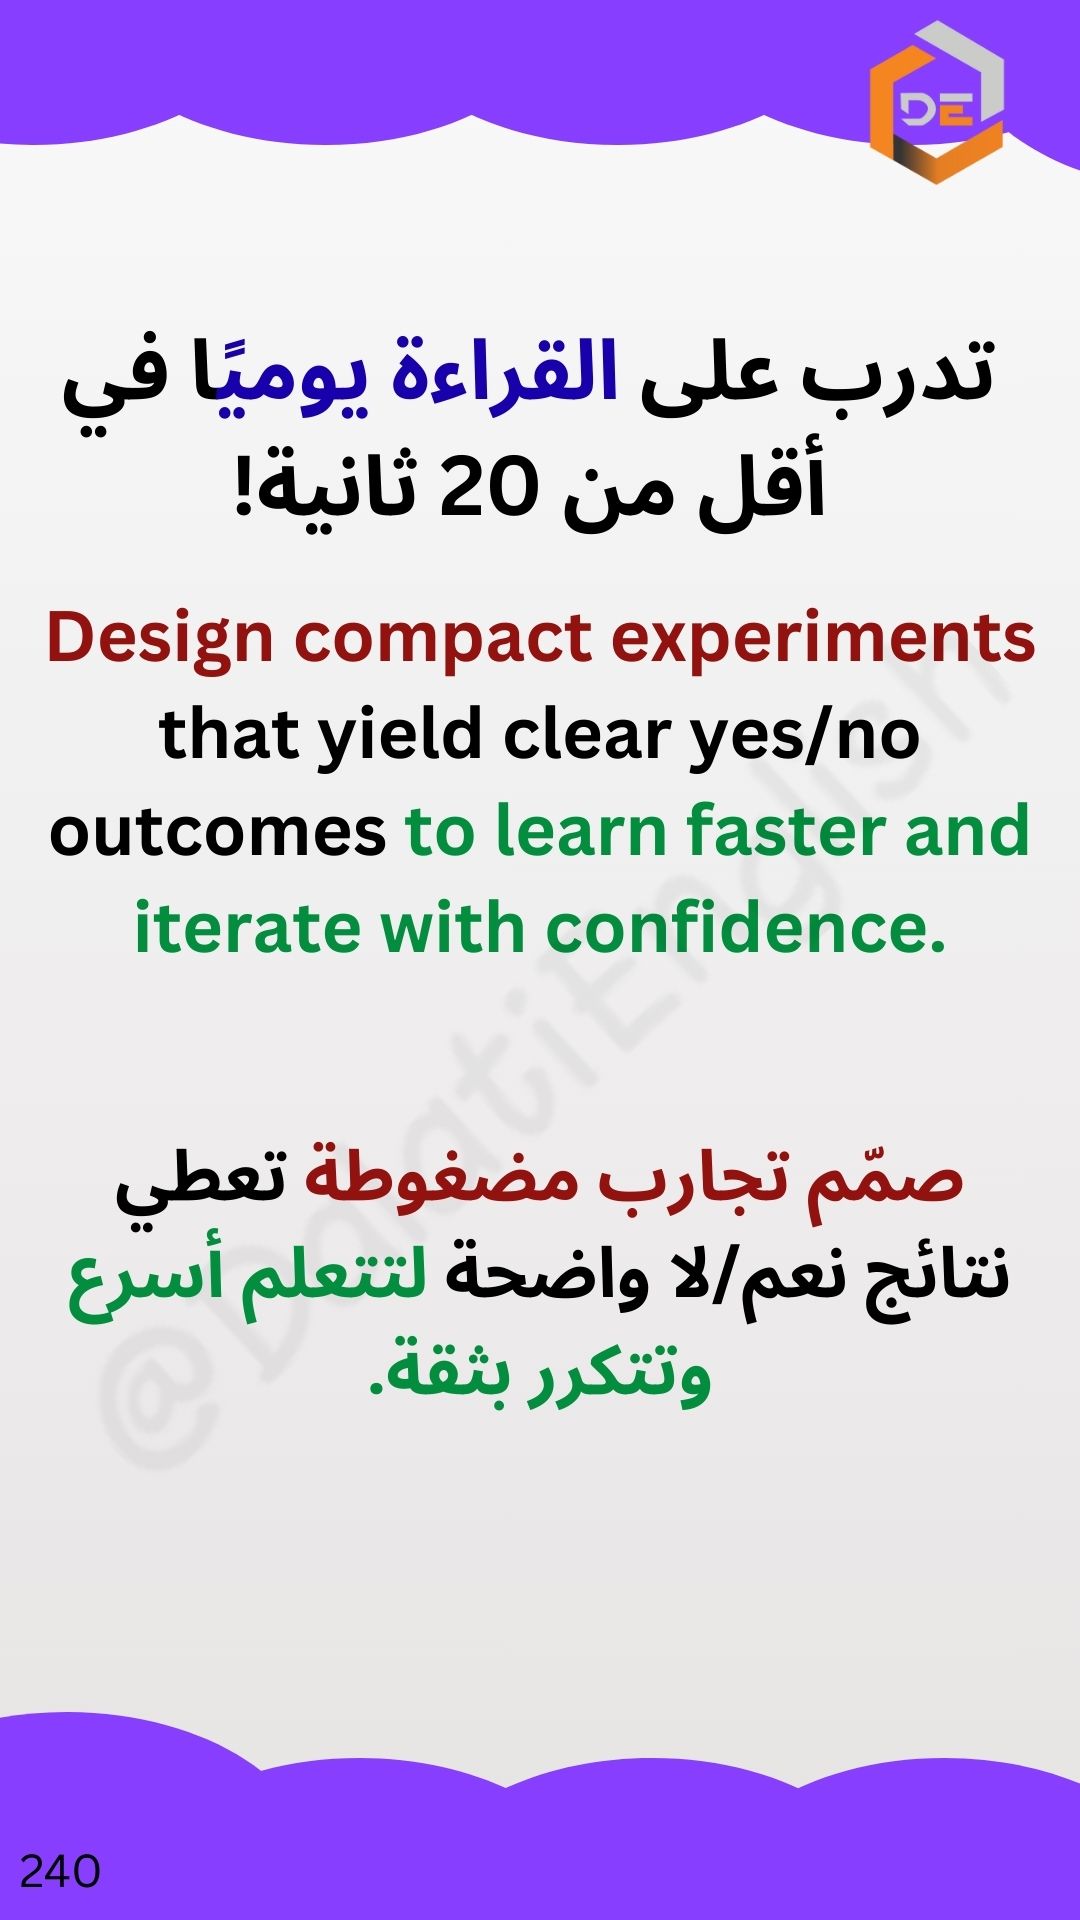 DE
تدرب على القراءة يوميًا في
أقل من 20 ثانية!
Design compact experiments
that yield clear yes/no
outcomes to learn faster and
iterate with confidence.
صمّم تجارب مضغوطة تعطي
نتائج نعم/لا واضحة لتتعلم أسرع
وتتكرر بثقة.
@DalatiEnglish
240